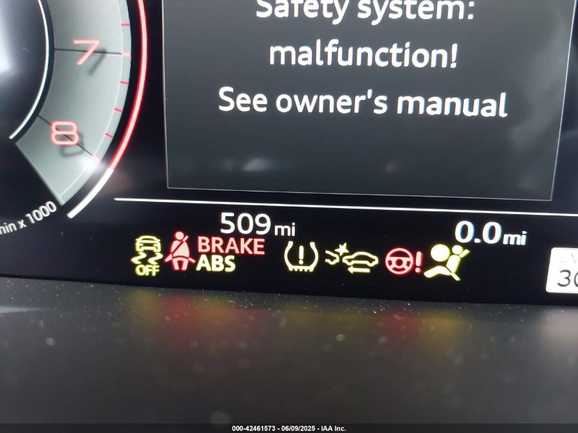 Safety system:
malfunction!
See owner's manual
7
8
min x 1000
509 mi
0.0 mi
OFF
BRAKE
ABS
!
!
30
000-42461573 - 06/09/2025 - IAA Inc.